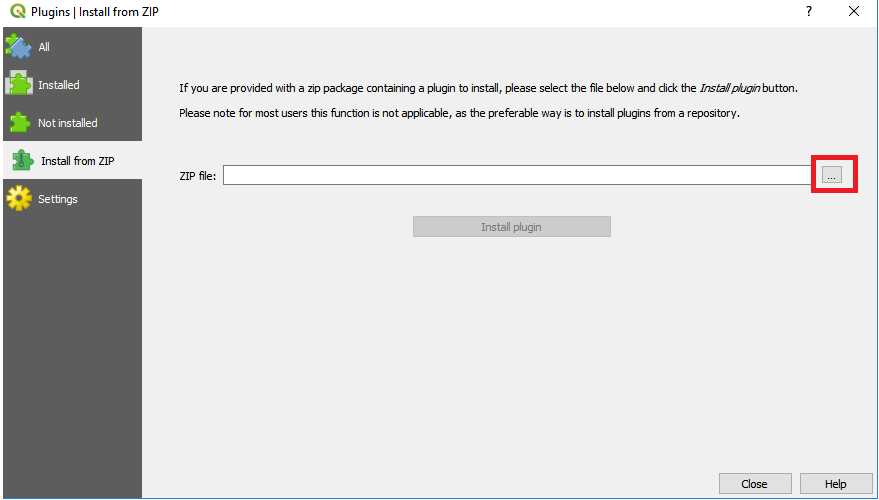 Plugins | Install from ZIP
?
All
Installed
Not installed
Install from ZIP
Settings
If you are provided with a zip package containing a plugin to install, please select the file below and click the Install plugin button.
Please note for most users this function is not applicable, as the preferable way is to install plugins from a repository.
ZIP file:
...
Install plugin
Close
Help